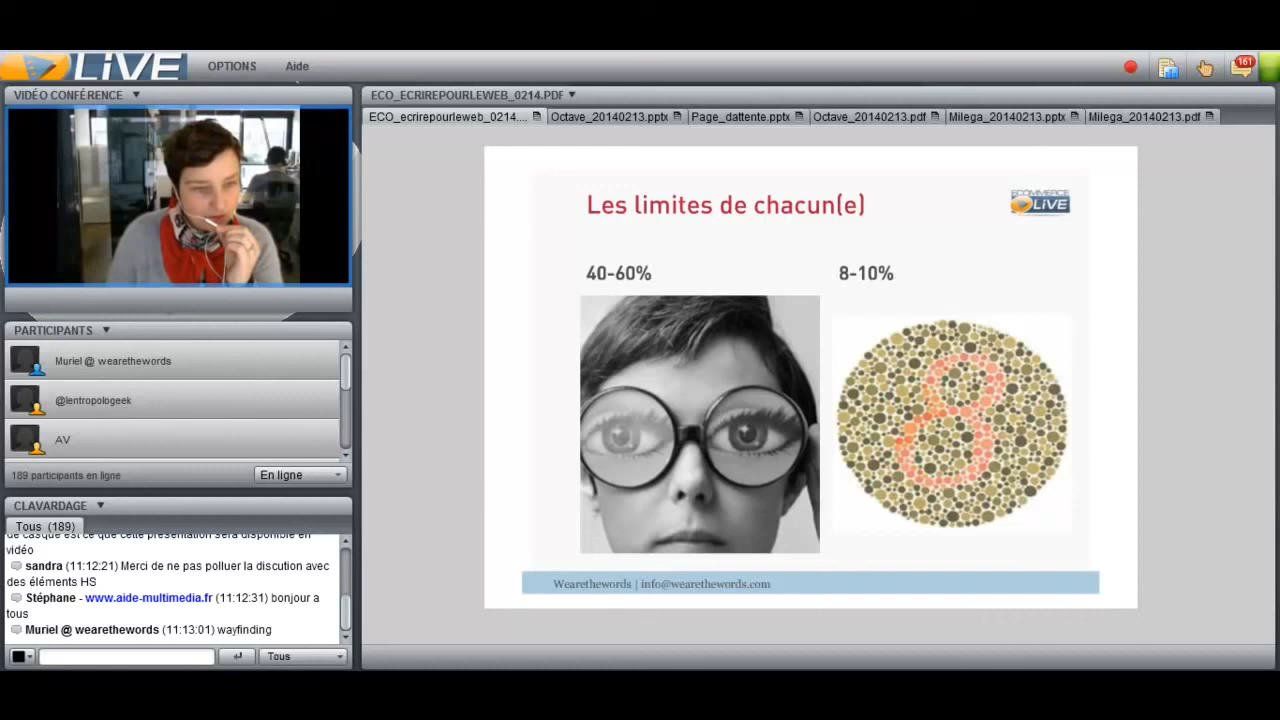 LiVE
OPTIONS
Aide
161
VIDÉO CONFÉRENCE
PARTICIPANTS
Muriel @ wearethewords
@lentropologeek
AV
189 participants en ligne
En ligne
CLAVARDAGE
Tous (189)
de casque est ce que cette présentation sera disponible en
vidéo
sandra (11:12:21) Merci de ne pas polluer la discution avec
des éléments HS
Stéphane - www.aide-multimedia.fr (11:12:31) bonjour a
tous
Muriel @ wearethewords (11:13:01) wayfinding
Tous
ECO_ECRIREPOURLEWEB_0214.PDF
ECO_ecrirepourleweb_0214....
Octave_20140213.pptx
Page_dattente.pptx
Octave_20140213.pdf
Milega_20140213.pptx
Milega_20140213.pdf
Les limites de chacun(e)
ECOMMERCE
LiVE
40-60%
8-10%
8
Wearethewords | info@wearethewords.com